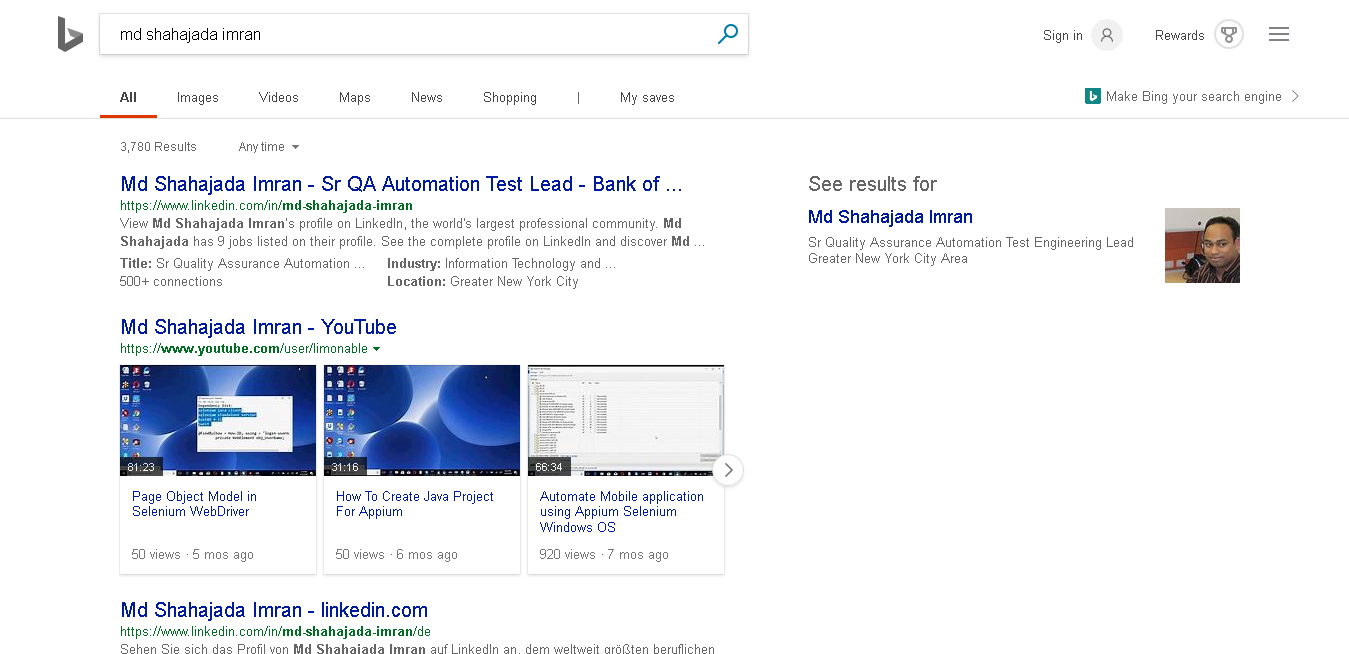 md shahajada imran
Sign in
Rewards
All
Images
Videos
Maps
News
Shopping
|
My saves
Make Bing your search engine
3,780 Results
Any time
Md Shahajada Imran - Sr QA Automation Test Lead - Bank of ...
https://www.linkedin.com/in/md-shahajada-imran
View Md Shahajada Imran's profile on LinkedIn, the world's largest professional community. Md
Shahajada has 9 jobs listed on their profile. See the complete profile on LinkedIn and discover Md ...
Title: Sr Quality Assurance Automation ...
Industry: Information Technology and ...
500+ connections
Location: Greater New York City
See results for
Md Shahajada Imran
Sr Quality Assurance Automation Test Engineering Lead
Greater New York City Area
Md Shahajada Imran - YouTube
https://www.youtube.com/user/limonable
81:23
31:16
66:34
Page Object Model in
Selenium WebDriver
50 views · 5 mos ago
How To Create Java Project
For Appium
50 views · 6 mos ago
Automate Mobile application
using Appium Selenium
Windows OS
920 views · 7 mos ago
Md Shahajada Imran - linkedin.com
https://www.linkedin.com/in/md-shahajada-imran/de
Sehen Sie sich das Profil von Md Shahajada Imran auf LinkedIn an, dem weltweit größten beruflichen